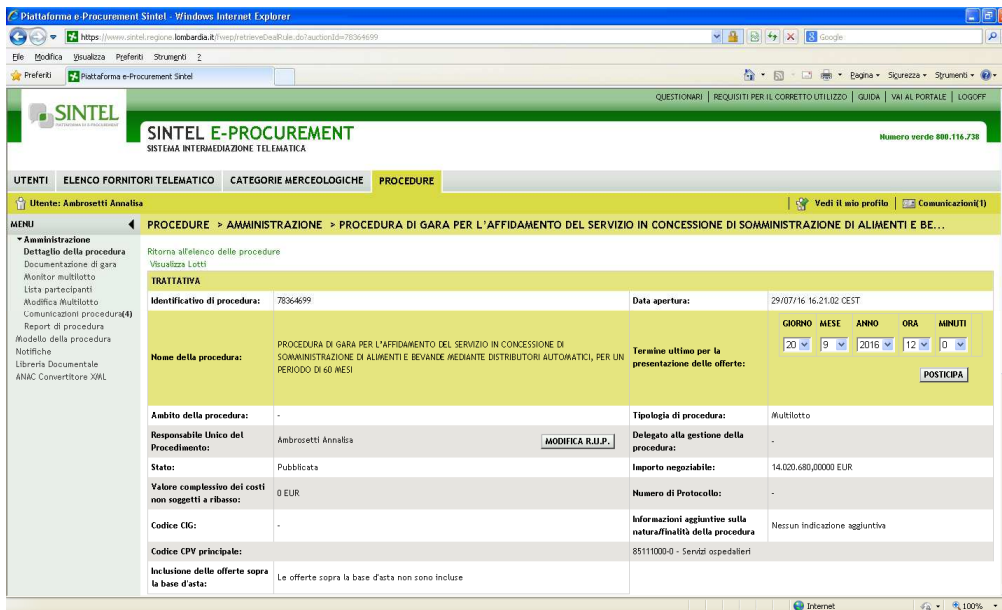 Piattaforma e-Procurement Sintel - Windows Internet Explorer
https://www.sintel.regione.lombardia.it/fwep/retrieveDealRule.do?auctionId=78364699
Google
File Modifica Visualizza Preferiti Strumenti ?
Preferiti Piattaforma e-Procurement Sintel
Pagina Sicurezza Strumenti
QUESTIONARI | REQUISITI PER IL CORRETTO UTILIZZO | GUIDA | VAI AL PORTALE | LOGOFF
SINTEL
SINTEL E-PROCUREMENT
SISTEMA INTERMEDIAZIONE TELEMATICA
Numero verde 800.116.738
UTENTI ELENCO FORNITORI TELEMATICO CATEGORIE MERCEOLOGICHE PROCEDURE
Utente: Ambrosetti Annalisa
Vedi il mio profilo | Comunicazioni(1)
MENU
Amministrazione
Dettaglio della procedura
Documentazione di gara
Monitor multilotto
Lista partecipanti
Modifica Multilotto
Comunicazioni procedura(4)
Report di procedura
Modello della procedura
Notifiche
Libreria Documentale
ANAC Convertitore XML
PROCEDURE > AMMINISTRAZIONE > PROCEDURA DI GARA PER L'AFFIDAMENTO DEL SERVIZIO IN CONCESSIONE DI SOMMINISTRAZIONE DI ALIMENTI E BE...
Ritorna all'elenco delle procedure
Visualizza Lotti
TRATTATIVA
Identificativo di procedura: 78364699
Data apertura: 29/07/16 16.21.02 CEST
Nome della procedura:
PROCEDURA DI GARA PER L"AFFIDAMENTO DEL SERVIZIO IN CONCESSIONE DI
SOMMINISTRAZIONE DI ALIMENTI E BEVANDE MEDIANTE DISTRIBUTORI AUTOMATICI, PER UN
PERIODO DI 60 MESI
Termine ultimo per la
presentazione delle offerte:
GIORNO MESE ANNO ORA MINUTI
20 9 2016 12 0
POSTICIPA
Ambito della procedura: -
Tipologia di procedura: Multilotto
Responsabile Unico del
Procedimento:
Ambrosetti Annalisa
MODIFICA R.U.P.
Delegato alla gestione della
procedura:
-
Stato: Pubblicata
Importo negoziabile: 14.020.680,00000 EUR
Valore complessivo dei costi
non soggetti a ribasso:
0 EUR
Numero di Protocollo: -
Codice CIG: -
Informazioni aggiuntive sulla
natura/finalità della procedura
Nessun indicazione aggiuntiva
Codice CPV principale: 85111000-0 - Servizi ospedalieri
Inclusione delle offerte sopra
la base d'asta:
Le offerte sopra la base d'asta non sono incluse
Internet 100%